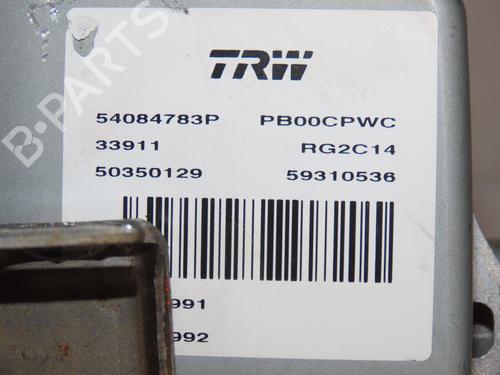 B-PARTS
TRW
54084783P PB00CPWC
33911 RG2C14
50350129 59310536
991
992